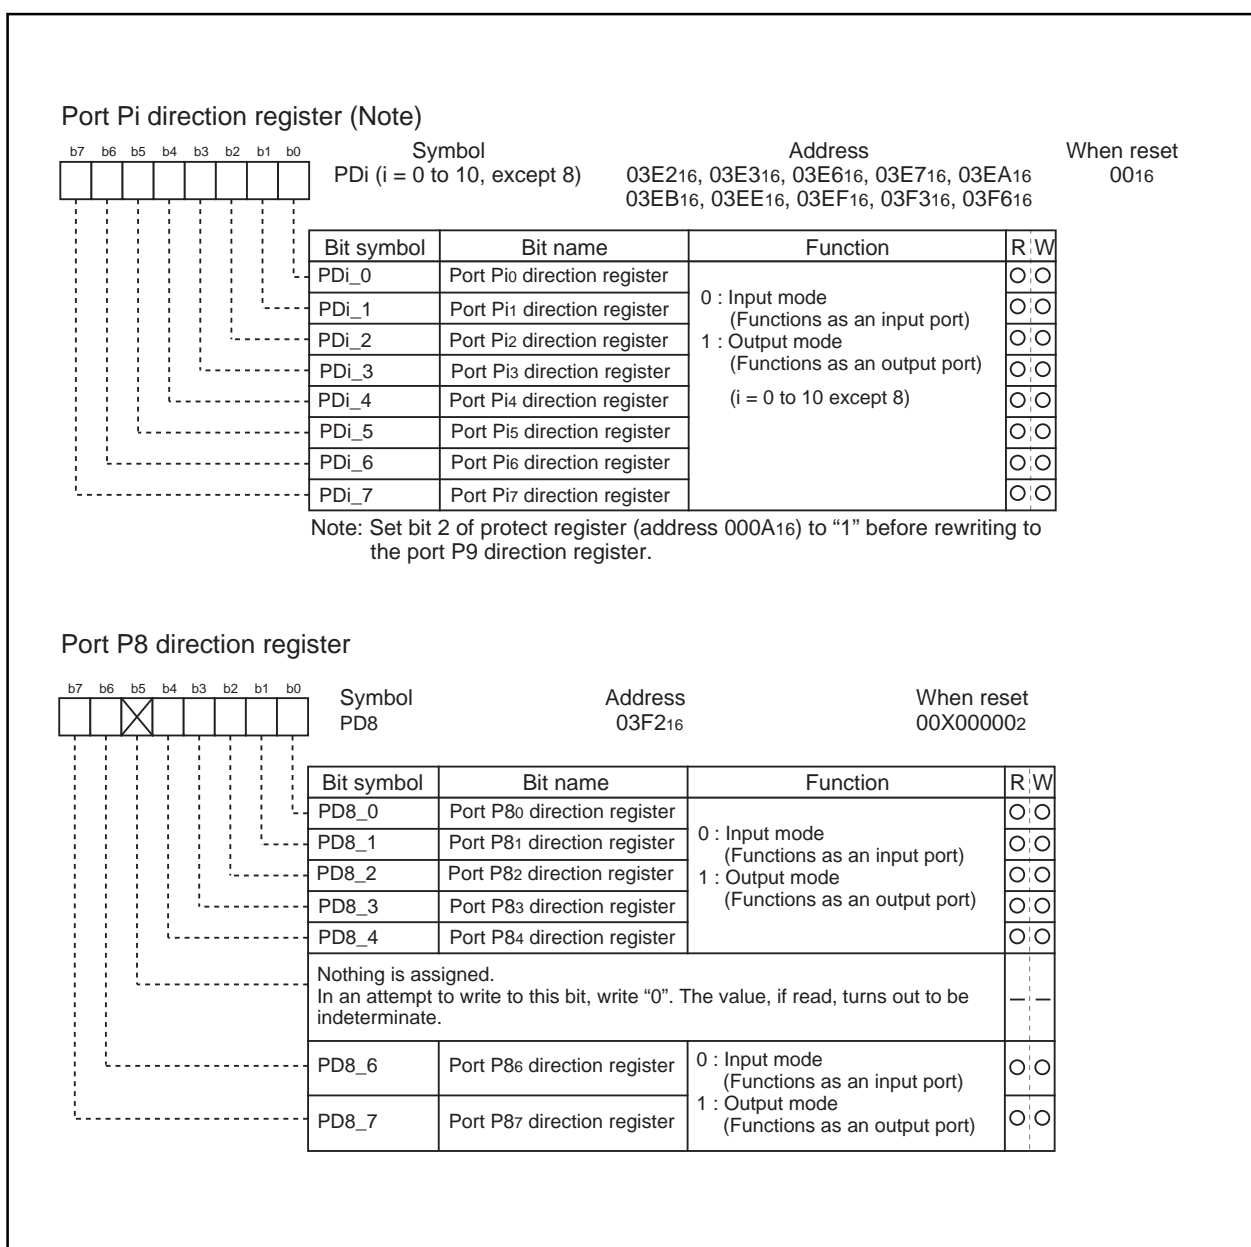 Port Pi direction register (Note)
b7 b6 b5 b4 b3 b2 b1 b0
Symbol Address When reset
PDi (i = 0 to 10, except 8) 03E216, 03E316, 03E616, 03E716, 03EA16 0016
03EB16, 03EE16, 03EF16, 03F316, 03F616
Bit symbol Bit name Function R W
PDi_0 Port Pi0 direction register
PDi_1 Port Pi1 direction register
PDi_2 Port Pi2 direction register
PDi_3 Port Pi3 direction register
PDi_4 Port Pi4 direction register
PDi_5 Port Pi5 direction register
PDi_6 Port Pi6 direction register
PDi_7 Port Pi7 direction register
0 : Input mode
(Functions as an input port)
1 : Output mode
(Functions as an output port)
(i = 0 to 10 except 8)
Note: Set bit 2 of protect register (address 000A16) to “1” before rewriting to
the port P9 direction register.
Port P8 direction register
b7 b6 b5 b4 b3 b2 b1 b0
Symbol Address When reset
PD8 03F216 00X000002
Bit symbol Bit name Function R W
PD8_0 Port P80 direction register
PD8_1 Port P81 direction register
PD8_2 Port P82 direction register
PD8_3 Port P83 direction register
PD8_4 Port P84 direction register
0 : Input mode
(Functions as an input port)
1 : Output mode
(Functions as an output port)
Nothing is assigned.
In an attempt to write to this bit, write “0”. The value, if read, turns out to be
indeterminate.
PD8_6 Port P86 direction register
PD8_7 Port P87 direction register
0 : Input mode
(Functions as an input port)
1 : Output mode
(Functions as an output port)